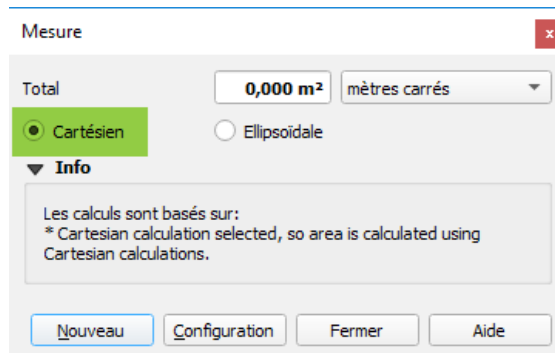 Mesure
x
Total 0,000 m² mètres carrés
Cartésien Ellipsoïdale
Info
Les calculs sont basés sur:
* Cartesian calculation selected, so area is calculated using
Cartesian calculations.
Nouveau Configuration Fermer Aide